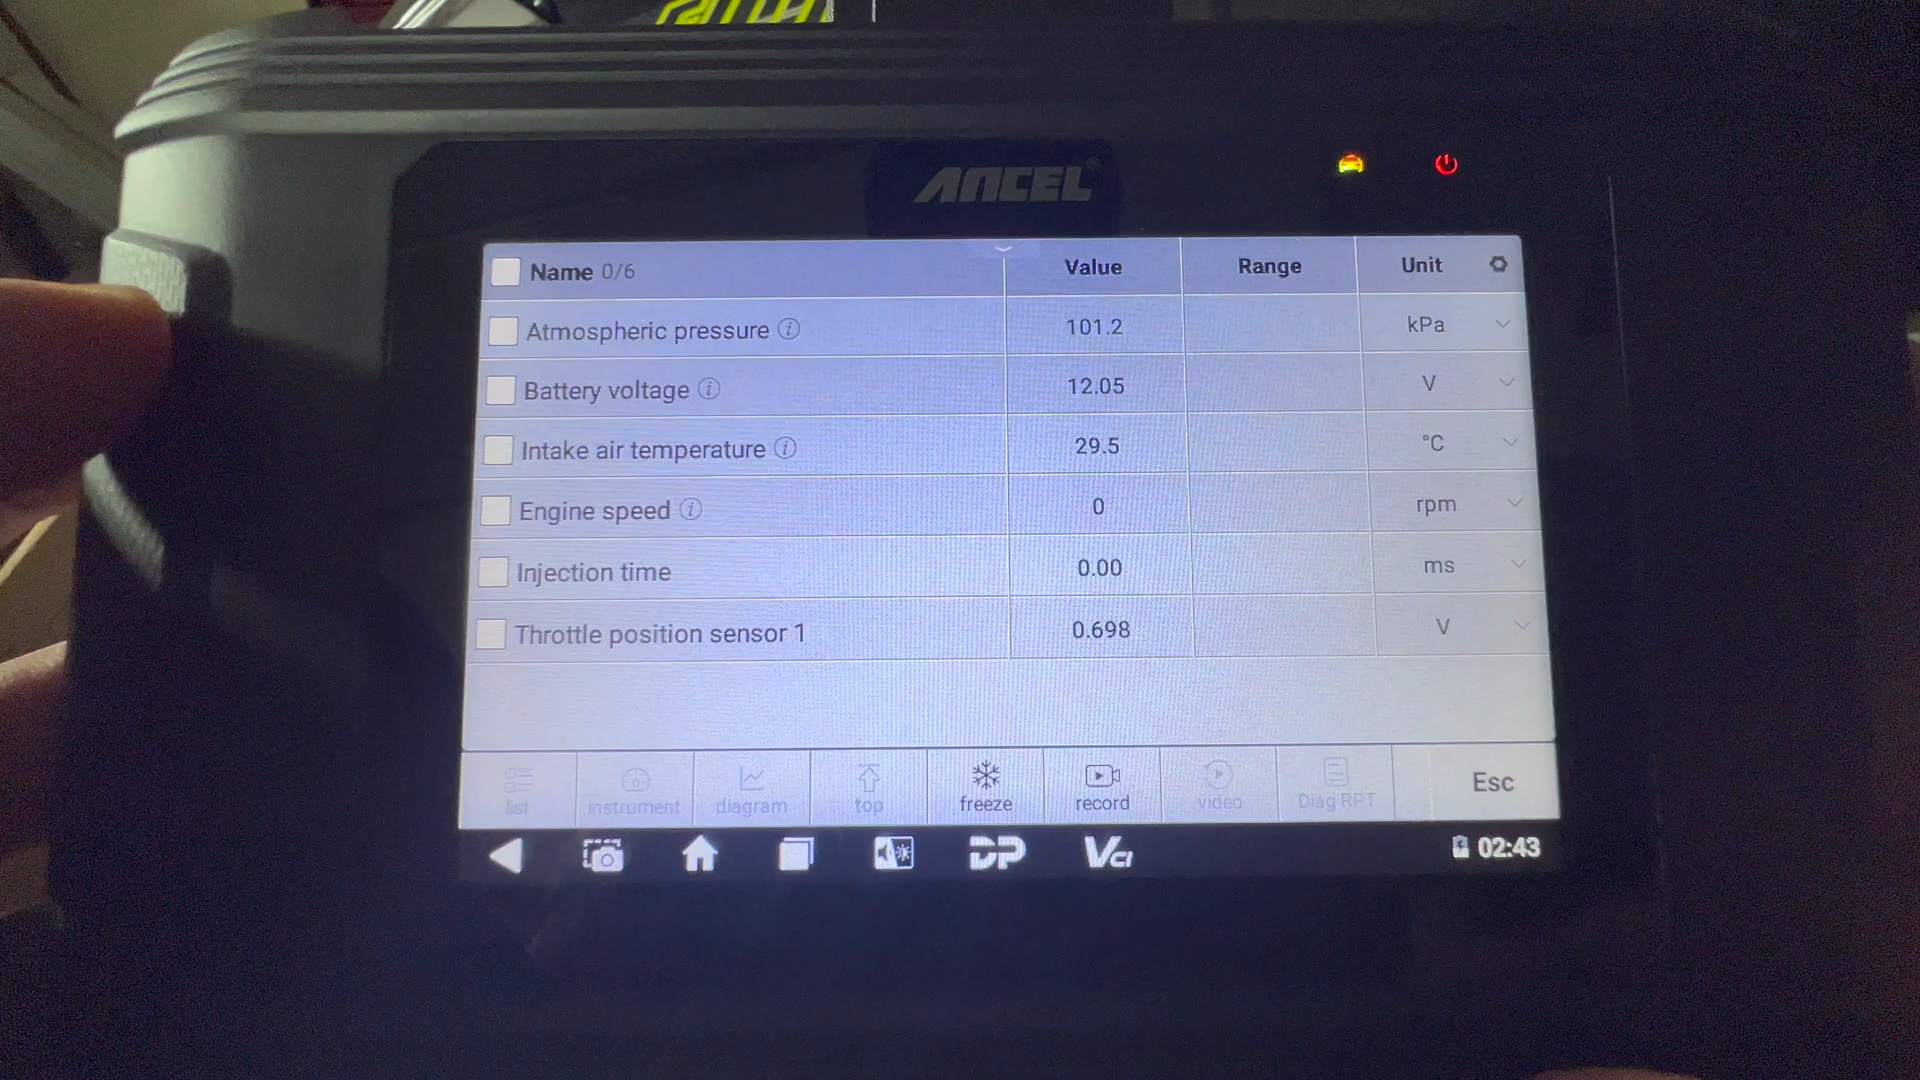 ANCEL®
Name 0/6 Value Range Unit
Atmospheric pressure 101.2 kPa
Battery voltage 12.05 V
Intake air temperature 29.5 °C
Engine speed 0 rpm
Injection time 0.00 ms
Throttle position sensor 1 0.698 V
list instrument diagram top freeze record video Diag RPT Esc
DP VCI 02:43